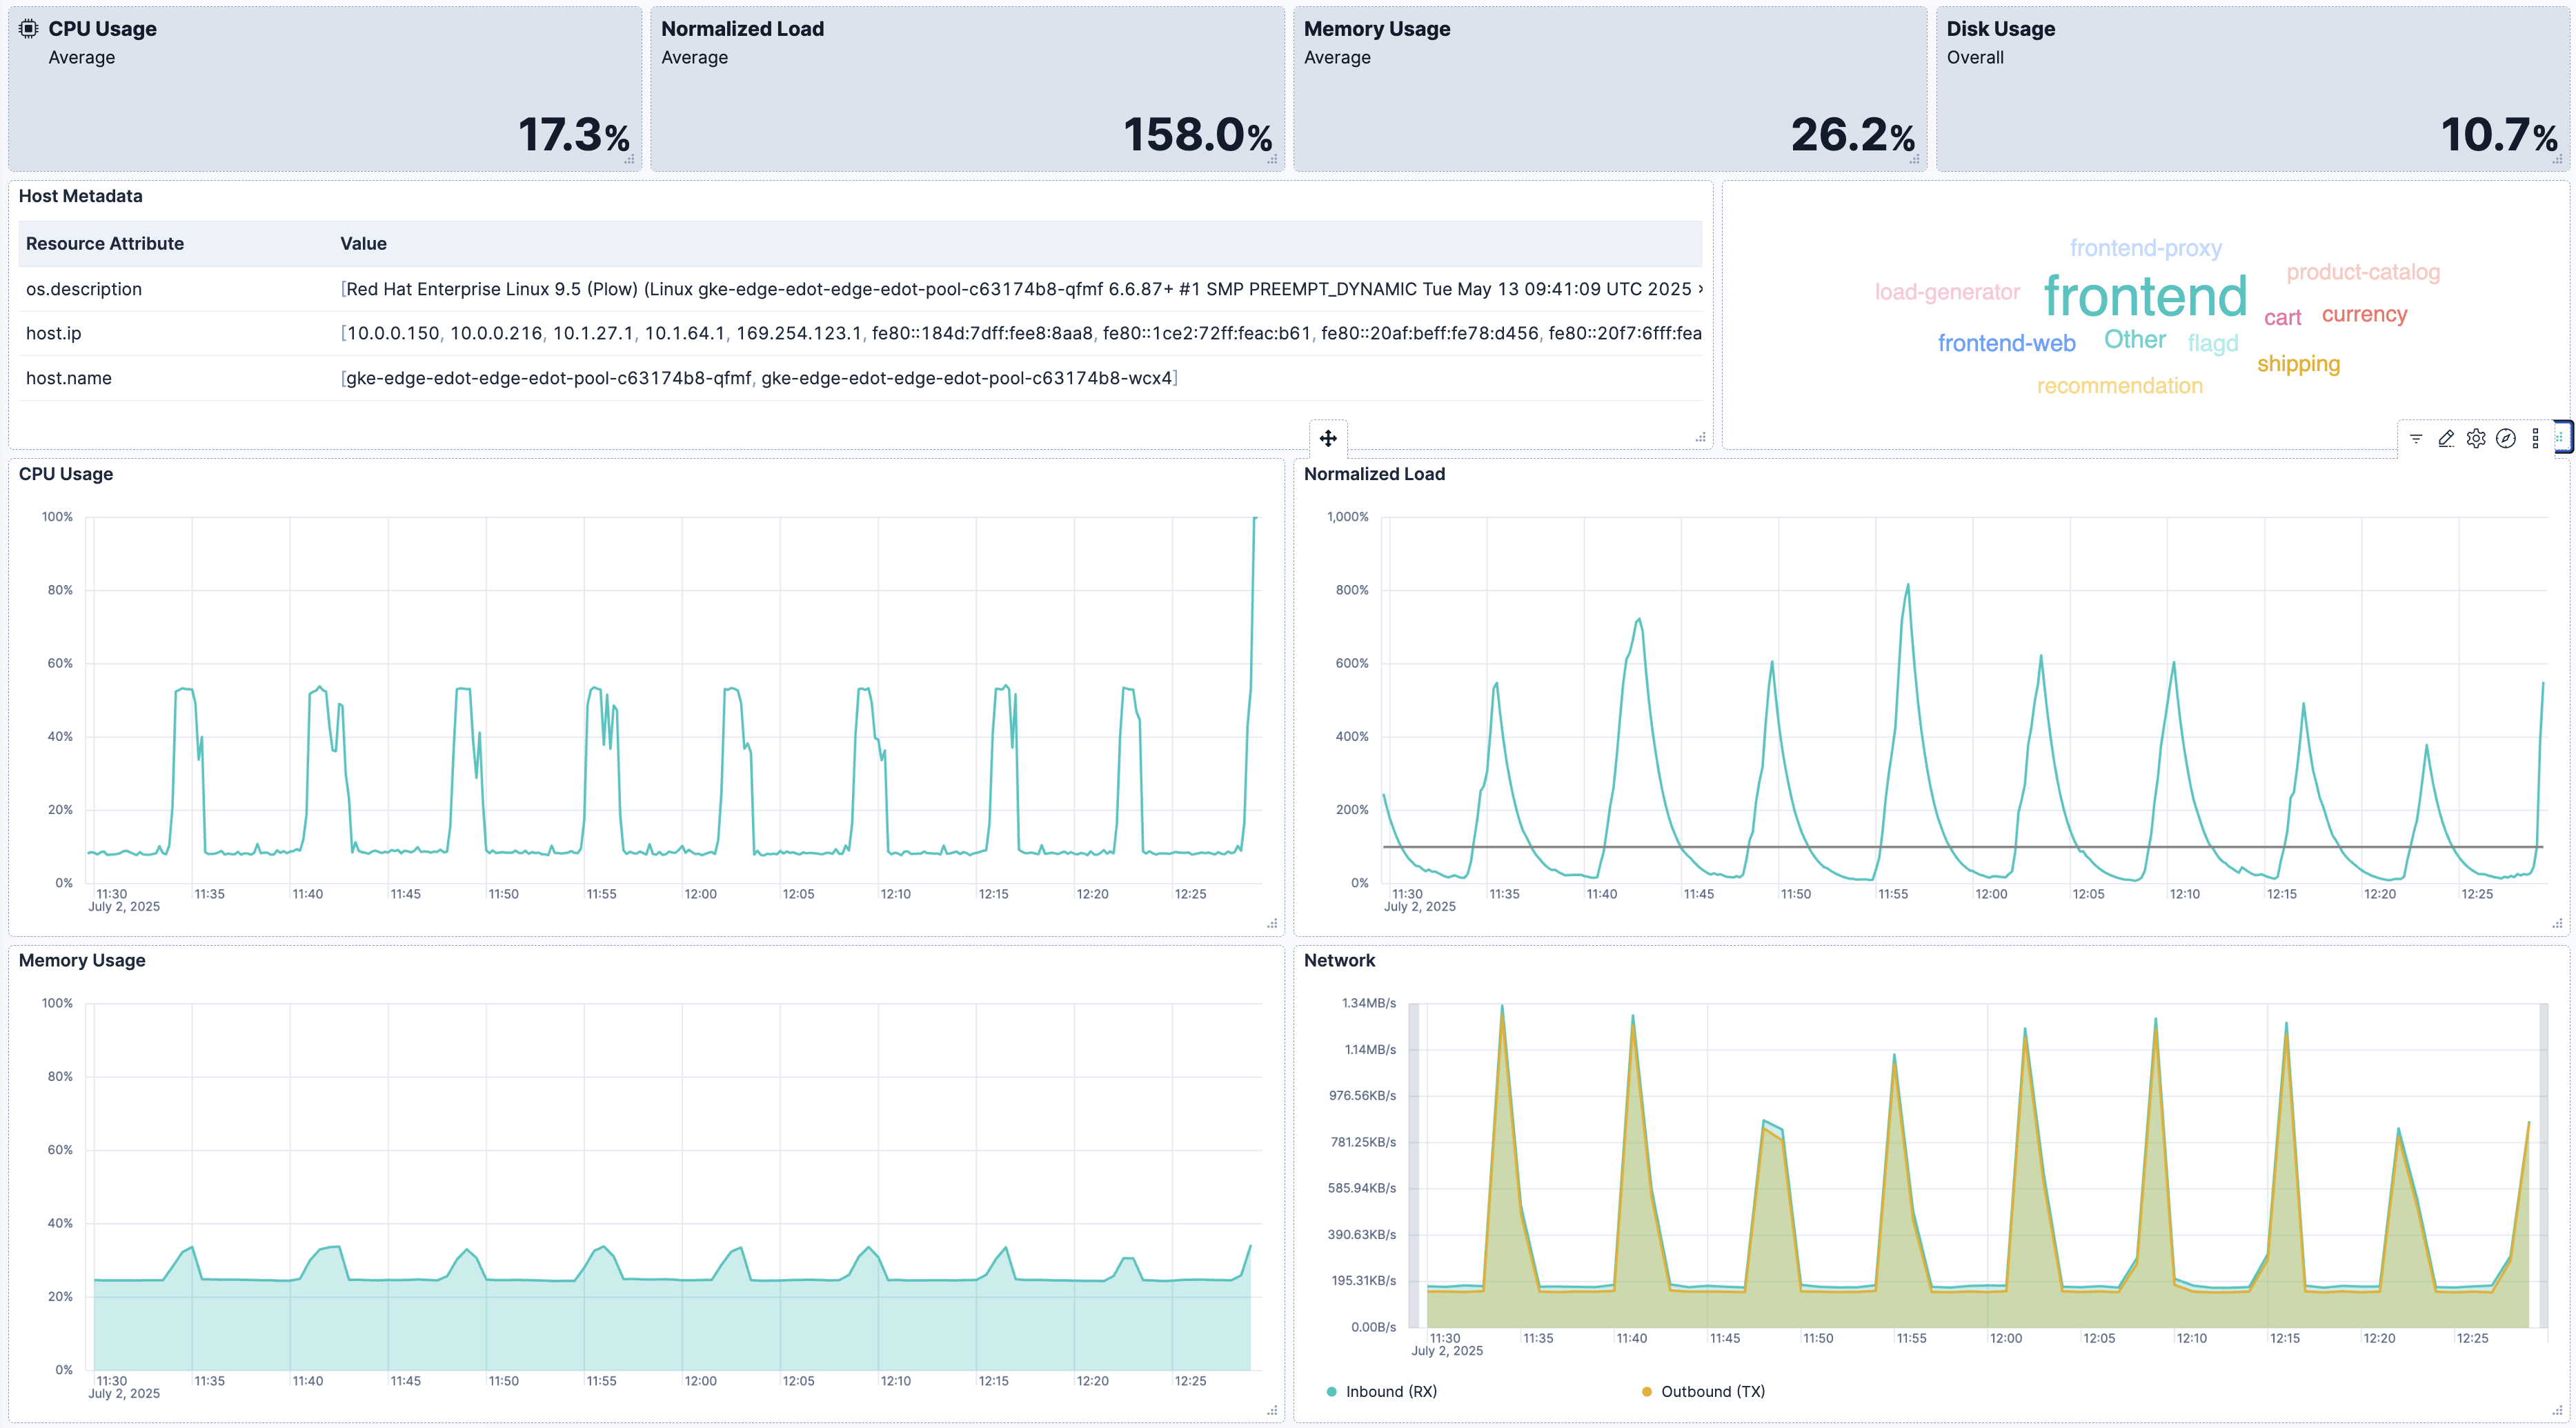 CPU Usage
Average
17.3%
Normalized Load
Average
158.0%
Memory Usage
Average
26.2%
Disk Usage
Overall
10.7%
Host Metadata
Resource Attribute Value
os.description [Red Hat Enterprise Linux 9.5 (Plow) (Linux gke-edge-edot-edge-edot-pool-c63174b8-qfmf 6.6.87+ #1 SMP PREEMPT_DYNAMIC Tue May 13 09:41:09 UTC 2025
host.ip [10.0.0.150, 10.0.0.216, 10.1.27.1, 10.1.64.1, 169.254.123.1, fe80::184d:7dff:fee8:8aa8, fe80::1ce2:72ff:feac:b61, fe80::20af:beff:fe78:d456, fe80::20f7:6fff:fea
host.name [gke-edge-edot-edge-edot-pool-c63174b8-qfmf, gke-edge-edot-edge-edot-pool-c63174b8-wcx4]
frontend-proxy
product-catalog
load-generator
frontend
cart
currency
frontend-web
Other
flagd
shipping
recommendation
CPU Usage
100%
80%
60%
40%
20%
0%
11:30 11:35 11:40 11:45 11:50 11:55 12:00 12:05 12:10 12:15 12:20 12:25
July 2, 2025
Normalized Load
1,000%
800%
600%
400%
200%
0%
11:30 11:35 11:40 11:45 11:50 11:55 12:00 12:05 12:10 12:15 12:20 12:25
July 2, 2025
Memory Usage
100%
80%
60%
40%
20%
0%
11:30 11:35 11:40 11:45 11:50 11:55 12:00 12:05 12:10 12:15 12:20 12:25
July 2, 2025
Network
1.34MB/s
1.14MB/s
976.56KB/s
781.25KB/s
585.94KB/s
390.63KB/s
195.31KB/s
0.00B/s
11:30 11:35 11:40 11:45 11:50 11:55 12:00 12:05 12:10 12:15 12:20 12:25
July 2, 2025
Inbound (RX) Outbound (TX)